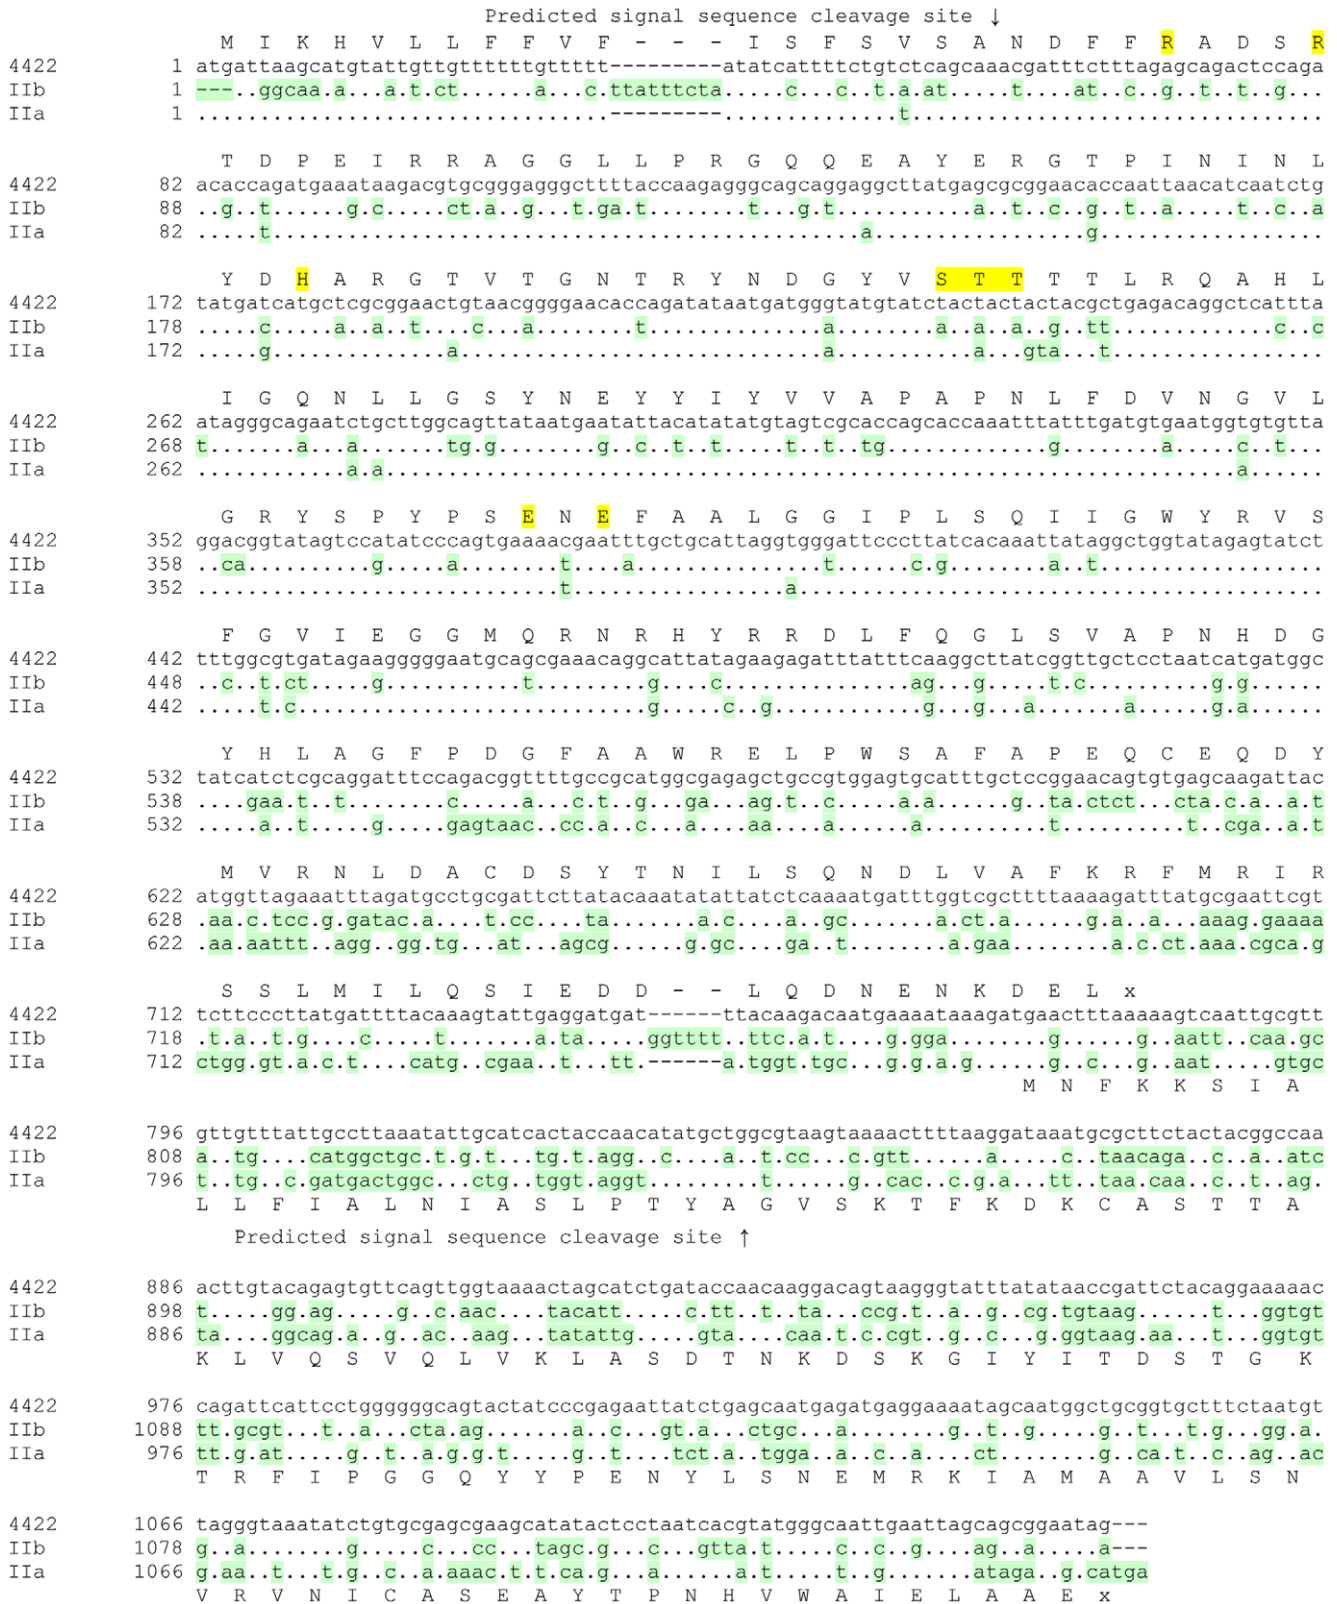 Predicted signal sequence cleavage site ↓
M I K H V L L F F V F - - - I S F S V S A N D F F R A D S R
4422 1 atgattaagcatgtattgttgttttttgttttt---------atatcattttctgtctcagcaaacgatttctttagagcagactccaga
IIb 1 ---..ggcaa.a...a.t.ct......a...c.ttatttcta.....c...c..t.a.at.....t....at..c..g..t..t..g...
IIa 1 .................................---------...............t.................................
T D P E I R R A G G L L P R G Q Q E A Y E R G T P I N I N L
4422 82 acaccagatgaaataagacgtgcgggagggcttttaccaagagggcagcaggaggcttatgagcgcggaacaccaattaacatcaatctg
IIb 88 ..g..t......g.c.....ct.a..g...t.ga.t........t...g.t...........a..t..c..g..t..a.....t..c..a
IIa 82 .....t...............................................a.................g..................
Y D H A R G T V T G N T R Y N D G Y V S T T T T L R Q A H L
4422 172 tatgatcatgctcgcggaactgtaacggggaacaccagatataatgatgggtatgtatctactactactacgctgagacaggctcattta
IIb 178 .....c.....a..a..t....c...a........t..............a........a..a..a..g..tt.............c..c
IIa 172 .....g..............a.............................a...........a...gta...t.................
I G Q N L L G S Y N E Y Y I Y V V A P A P N L F D V N G V L
4422 262 atagggcagaatctgcttggcagttataatgaatattacatatatgtagtcgcaccagcaccaaatttatttgatgtgaatggtgtgtta
IIb 268 t.......a...a.......tg.g........g..c..t..t.....t..t..tg.............g........a.....c..t...
IIa 262 ............a.a....................................................................a......
G R Y S P Y P S E N E F A A L G G I P L S Q I I G W Y R V S
4422 352 ggacggtatagtccatatcccagtgaaaacgaatttgctgcattaggtgggattcccttatcacaaattataggctggtatagagtatct
IIb 358 ..ca..........g.....a........t....a...............t......c.g........a..t..................
IIa 352 .............................t.................a..........................................
F G V I E G G M Q R N R H Y R R D L F Q G L S V A P N H D G
4422 442 tttggcgtgatagaagggggaatgcagcgaaacaggcattatagaagagatttatttcaaggcttatcggttgctcctaatcatgatggc
IIb 448 ..c..t.ct.....g...........t.........g....c...............ag...g.....t.c..........g.g......
IIa 442 .....t.c............................g.....c..g............g...g...a.......a......g.a......
Y H L A G F P D G F A A W R E L P W S A F A P E Q C E Q D Y
4422 532 tatcatctcgcaggatttccagacggttttgccgcatggcgagagctgccgtggagtgcatttgctccggaacagtgtgagcaagattac
IIb 538 ....gaa.t..t........c.....a...c.t..g...ga...ag.t..c.....a.a......g..ta.ctct...cta.c.a..a.t
IIa 532 .....a..t.....g.....gagtaac..cc.a..c...a....aa....a......a..........t..........t..cga..a.t
M V R N L D A C D S Y T N I L S Q N D L V A F K R F M R I R
4422 622 atggttagaaatttagatgcctgcgattcttatacaaatatattatctcaaaatgatttggtcgcttttaaaagatttatgcgaattcgt
IIb 628 .aa.c.tcc.g.gatac.a....t.cc....ta.......a.c....a..gc.......a.ct.a......g.a..a...aaag.gaaaa
IIa 622 .aa.aattt..agg..gg.tg...at...agcg.......g.gc....ga..t........a.gaa........a.c.ct.aaa.cgca.g
S S L M I L Q S I E D D - - L Q D N E N K D E L x
4422 712 tcttcccttatgattttacaaagtattgaggatgat------ttacaagacaatgaaaataaagatgaactttaaaaagtcaattgcgtt
IIb 718 .t.a..t.g....c.....t.......a.ta.....ggtttt.ttc.a.t....g.gga........g......g..aatt..caa.gc
IIa 712 ctgg.gt.a.c.t....catg..cgaa..t...tt.------a.tggt.tgc...g.g.a.g.......g..c...g..aat.....gtgc
M N F K K S I A
4422 796 gttgtttattgccttaaatattgcatcactaccaacatatgctggcgtaagtaaaacttttaaggataaatgcgcttctactacggccaa
IIb 808 a..tg....catggctgc.t.g.t...tg.t.agg..c....a..t.cc...c.gtt......a.....c..taacaga..c..a..atc
IIa 796 t..tg..c.gatgactggc...ctg..tggt.aggt.........t......g..cac..c.g.a...tt..taa.caa..c..t..ag.
L L F I A L N I A S L P T Y A G V S K T F K D K C A S T T A
Predicted signal sequence cleavage site ↑
4422 886 acttgtacagagtgttcagttggtaaaactagcatctgataccaacaaggacagtaagggtatttatataaccgattctacaggaaaaac
IIb 898 t.....gg.ag.....g..c.aac....tacatt.....c.tt..t..ta...ccg.t..a..g..cg.tgtaag......t...ggtgt
IIa 886 ta....ggcag.a..g..ac..aag...tatattg.....gta....caa.t.c.cgt..g..c...g.ggtaag.aa...t...ggtgt
K L V Q S V Q L V K L A S D T N K D S K G I Y I T D S T G K
4422 976 cagattcattcctggggggcagtactatcccgagaattatctgagcaatgagatgaggaaaatagcaatggctgcggtgctttctaatgt
IIb 1088 tt.gcgt...t..a...cta.ag.......a..c...gt.a...ctgc...a........g..t.g.....g...t..t.g...gg.a.
IIa 976 tt.g.at.....g..t..a.g.g.t.....g..t....tct.a..tgga..a..c..a....ct........g..ca.t..c..ag..ac
T R F I P G G Q Y Y P E N Y L S N E M R K I A M A A V L S N
4422 1066 tagggtaaatatctgtgcgagcgaagcatatactcctaatcacgtatgggcaattgaattagcagcggaatag---
IIb 1078 g..a........g.....c...cc...tagc.g...c...gtta.t.....c..c..g....ag..a.....a---
IIa 1066 g.aa..t...t.g..c..a.aaac.t.t.ca.g...a.......a.t.....t..g........ataga..g.catga
V R V N I C A S E A Y T P N H V W A I E L A A E x